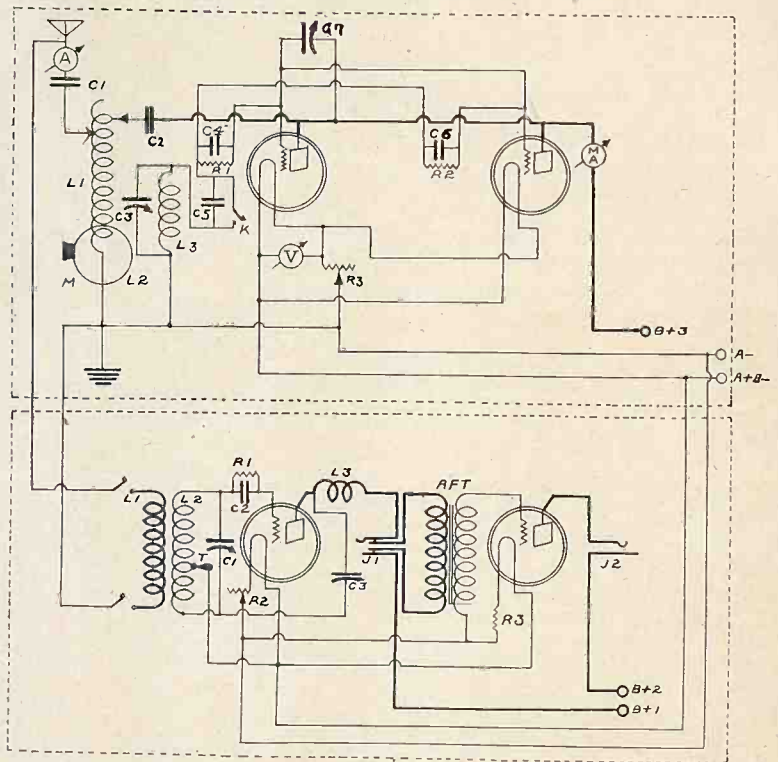 C7
A
C1
C2
C4
R1
C6
R2
MA
L1
C3
L3
C5
K
V
R3
M
L2
B+3
A-
A+B-
R1
L3
AFT
L1
L2
C2
T
C1
J1
J2
R2
C3
R3
B+2
B+1